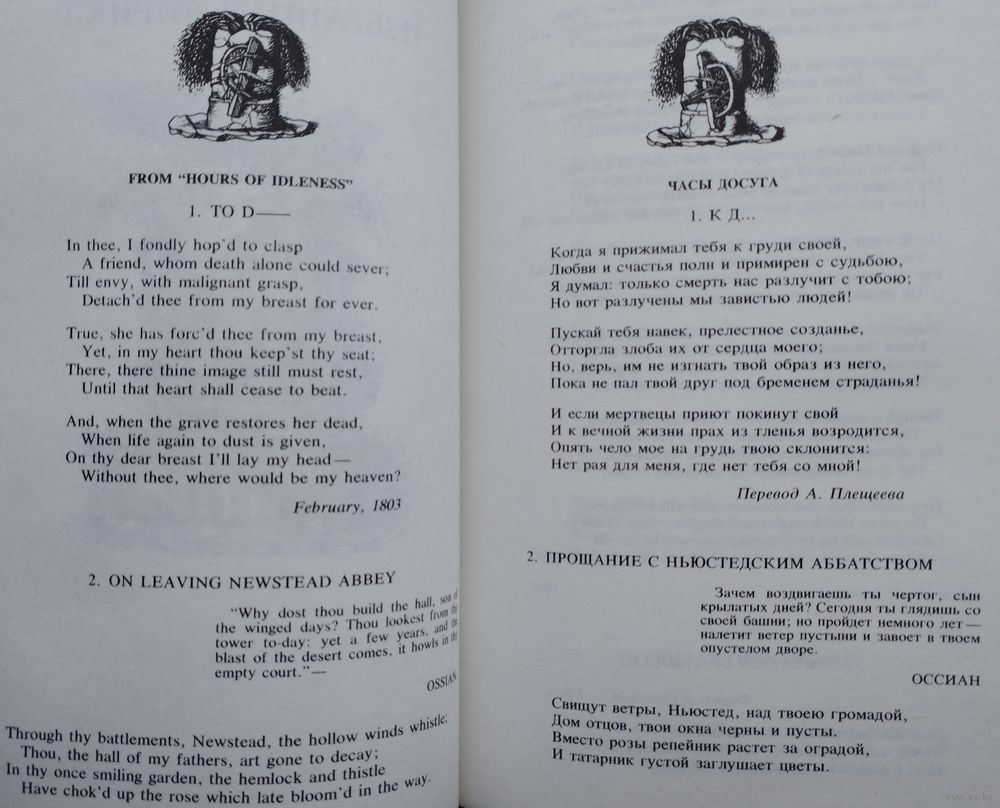 FROM “HOURS OF IDLENESS”
1. TO D——
In thee, I fondly hop'd to clasp
A friend, whom death alone could sever;
Till envy, with malignant grasp,
Detach'd thee from my breast for ever.
True, she has forc'd thee from my breast,
Yet, in my heart thou keep'st thy seat;
There, there thine image still must rest,
Until that heart shall cease to beat.
And, when the grave restores her dead,
When life again to dust is given,
On thy dear breast I'll lay my head—
Without thee, where would be my heaven?
February, 1803
2. ON LEAVING NEWSTEAD ABBEY
“Why dost thou build the hall, son of
the winged days? Thou lookest from thy
tower to-day: yet a few years, and the
blast of the desert comes, it howls in thy
empty court.”—
OSSIAN
Through thy battlements, Newstead, the hollow winds whistle:
Thou, the hall of my fathers, art gone to decay;
In thy once smiling garden, the hemlock and thistle
Have chok'd up the rose which late bloom'd in the way.
ЧАСЫ ДОСУГА
1. К Д...
Когда я прижимал тебя к груди своей,
Любви и счастья полн и примирен с судьбою,
Я думал: только смерть нас разлучит с тобою;
Но вот разлучены мы завистью людей!
Пускай тебя навек, прелестное созданье,
Отторгла злоба их от сердца моего;
Но, верь, им не изгнать твой образ из него,
Пока не пал твой друг под бременем страданья!
И если мертвецы приют покинут свой
И к вечной жизни прах из тленья возродится,
Опять чело мое на грудь твою склонится:
Нет рая для меня, где нет тебя со мной!
Перевод А. Плещеева
2. ПРОЩАНИЕ С НЬЮСТЕДСКИМ АББАТСТВОМ
Зачем воздвигаешь ты чертог, сын
крылатых дней? Сегодня ты глядишь со
своей башни; но пройдет немного лет—
налетит ветер пустыни и завоет в твоем
опустелом дворе.
ОССИАН
Свищут ветры, Ньюстед, над твоею громадой,
Дом отцов, твои окна черны и пусты.
Вместо розы репейник растет за оградой,
И татарник густой заглушает цветы.